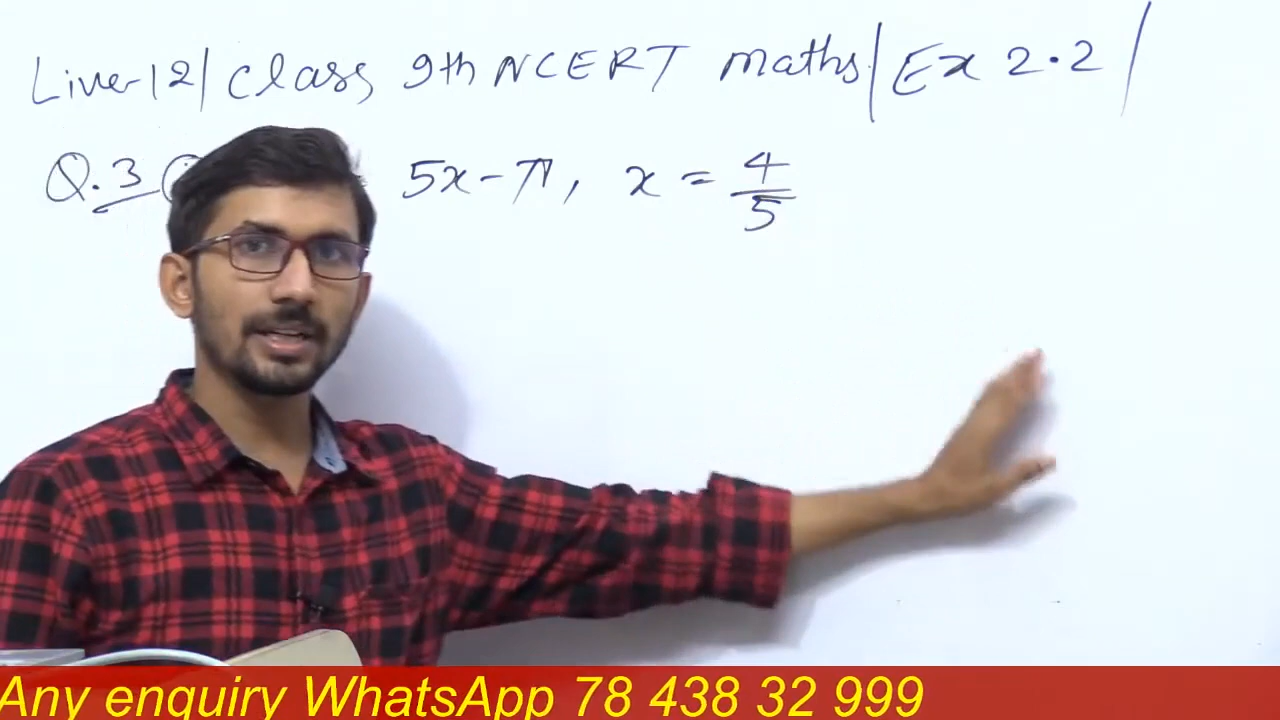 Live-12/class 9th NCERT maths/Ex 2.2/
Q.3 5x-π, x = 4/5
Any enquiry WhatsApp 78 438 32 999